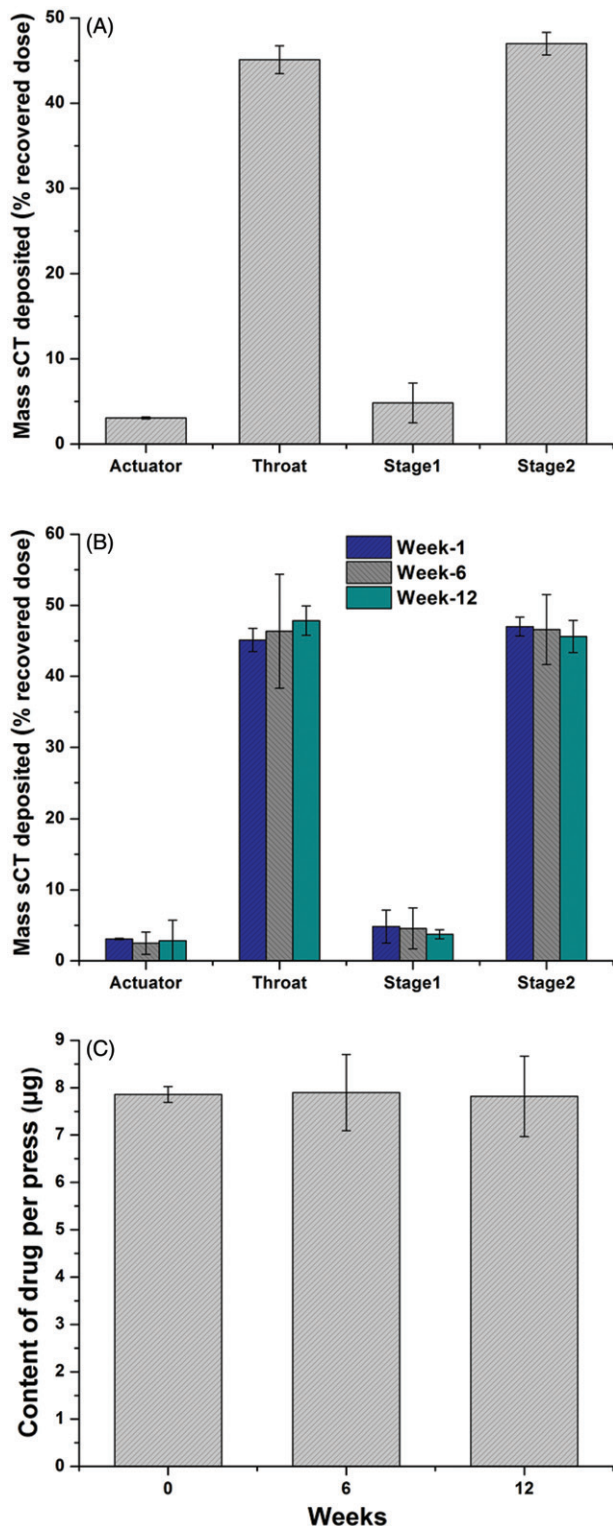 (A)
Mass sCT deposited (% recovered dose)
50
40
30
20
10
0
Actuator Throat Stage1 Stage2
(B)
Week-1
Week-6
Week-12
Mass sCT deposited (% recovered dose)
60
50
40
30
20
10
0
Actuator Throat Stage1 Stage2
(C)
Content of drug per press (μg)
9
8
7
6
5
4
3
2
1
0
0 6 12
Weeks